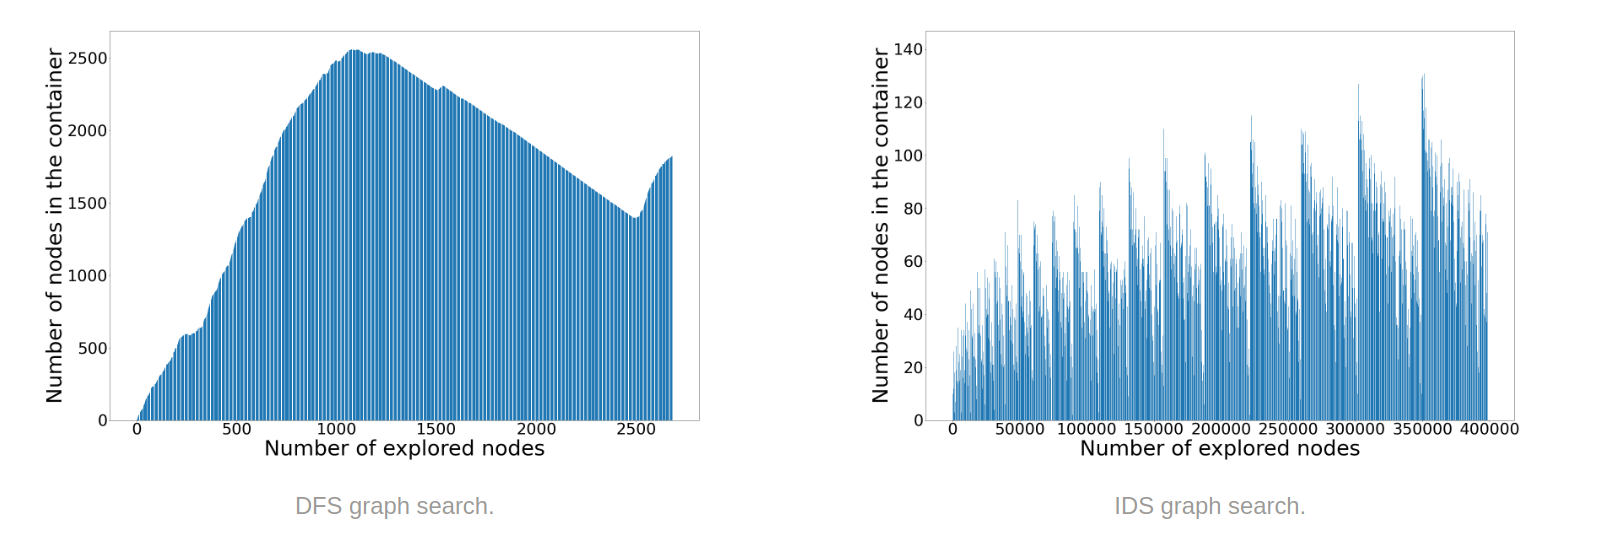 Number of nodes in the container
2500
2000
1500
1000
500
0
0 500 1000 1500 2000 2500
Number of explored nodes
DFS graph search.
Number of nodes in the container
140
120
100
80
60
40
20
0
0 50000 100000 150000 200000 250000 300000 350000 400000
Number of explored nodes
IDS graph search.